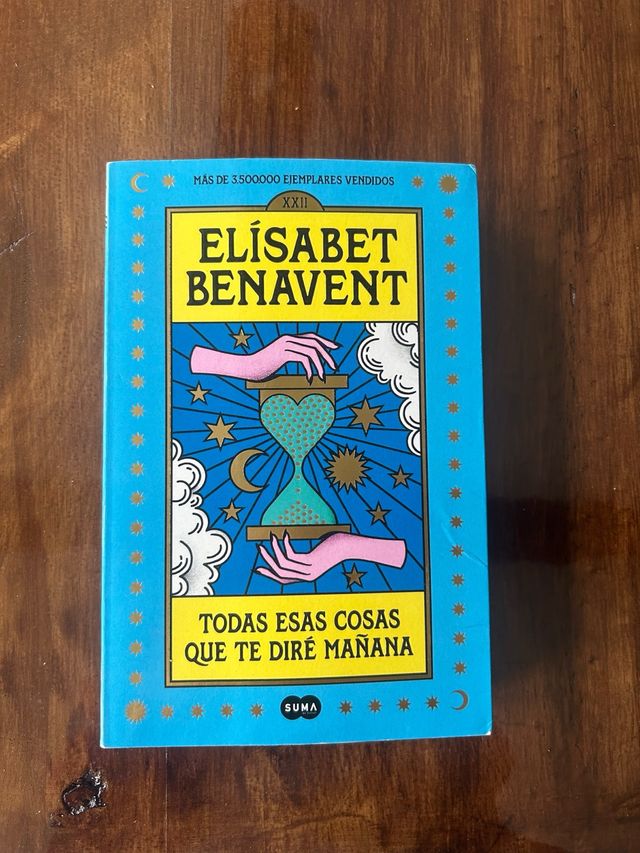 MÁS DE 3.500.000 EJEMPLARES VENDIDOS
XXII
ELÍSABET
BENAVENT
TODAS ESAS COSAS
QUE TE DIRÉ MAÑANA
SUMA